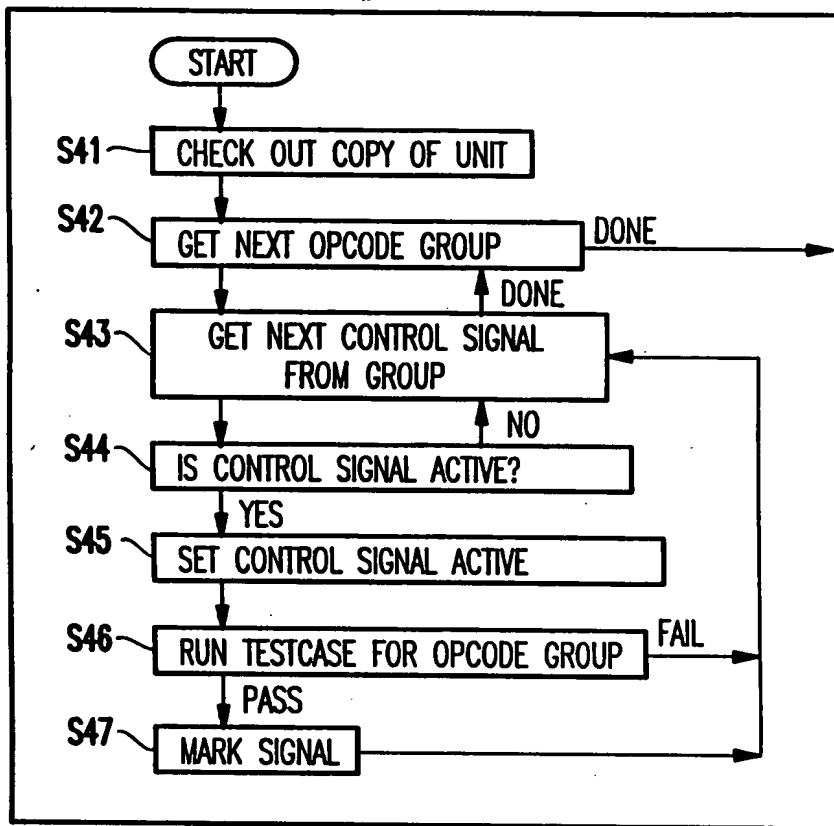 START
S41 CHECK OUT COPY OF UNIT
S42 GET NEXT OPCODE GROUP DONE
DONE
S43 GET NEXT CONTROL SIGNAL
FROM GROUP
NO
S44 IS CONTROL SIGNAL ACTIVE?
YES
S45 SET CONTROL SIGNAL ACTIVE
S46 RUN TESTCASE FOR OPCODE GROUP FAIL
PASS
S47 MARK SIGNAL